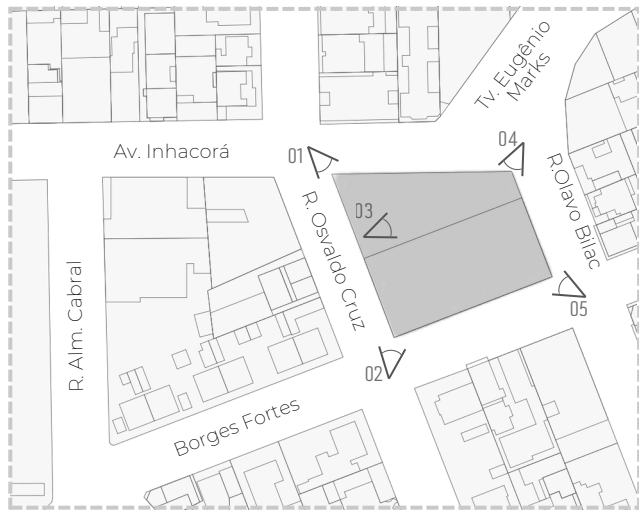 Tv. Eugênio
Marks
Av. Inhacorá
01
04
R. Osvaldo Cruz
03
R.Olavo Bilac
R. Alm. Cabral
05
02
Borges Fortes